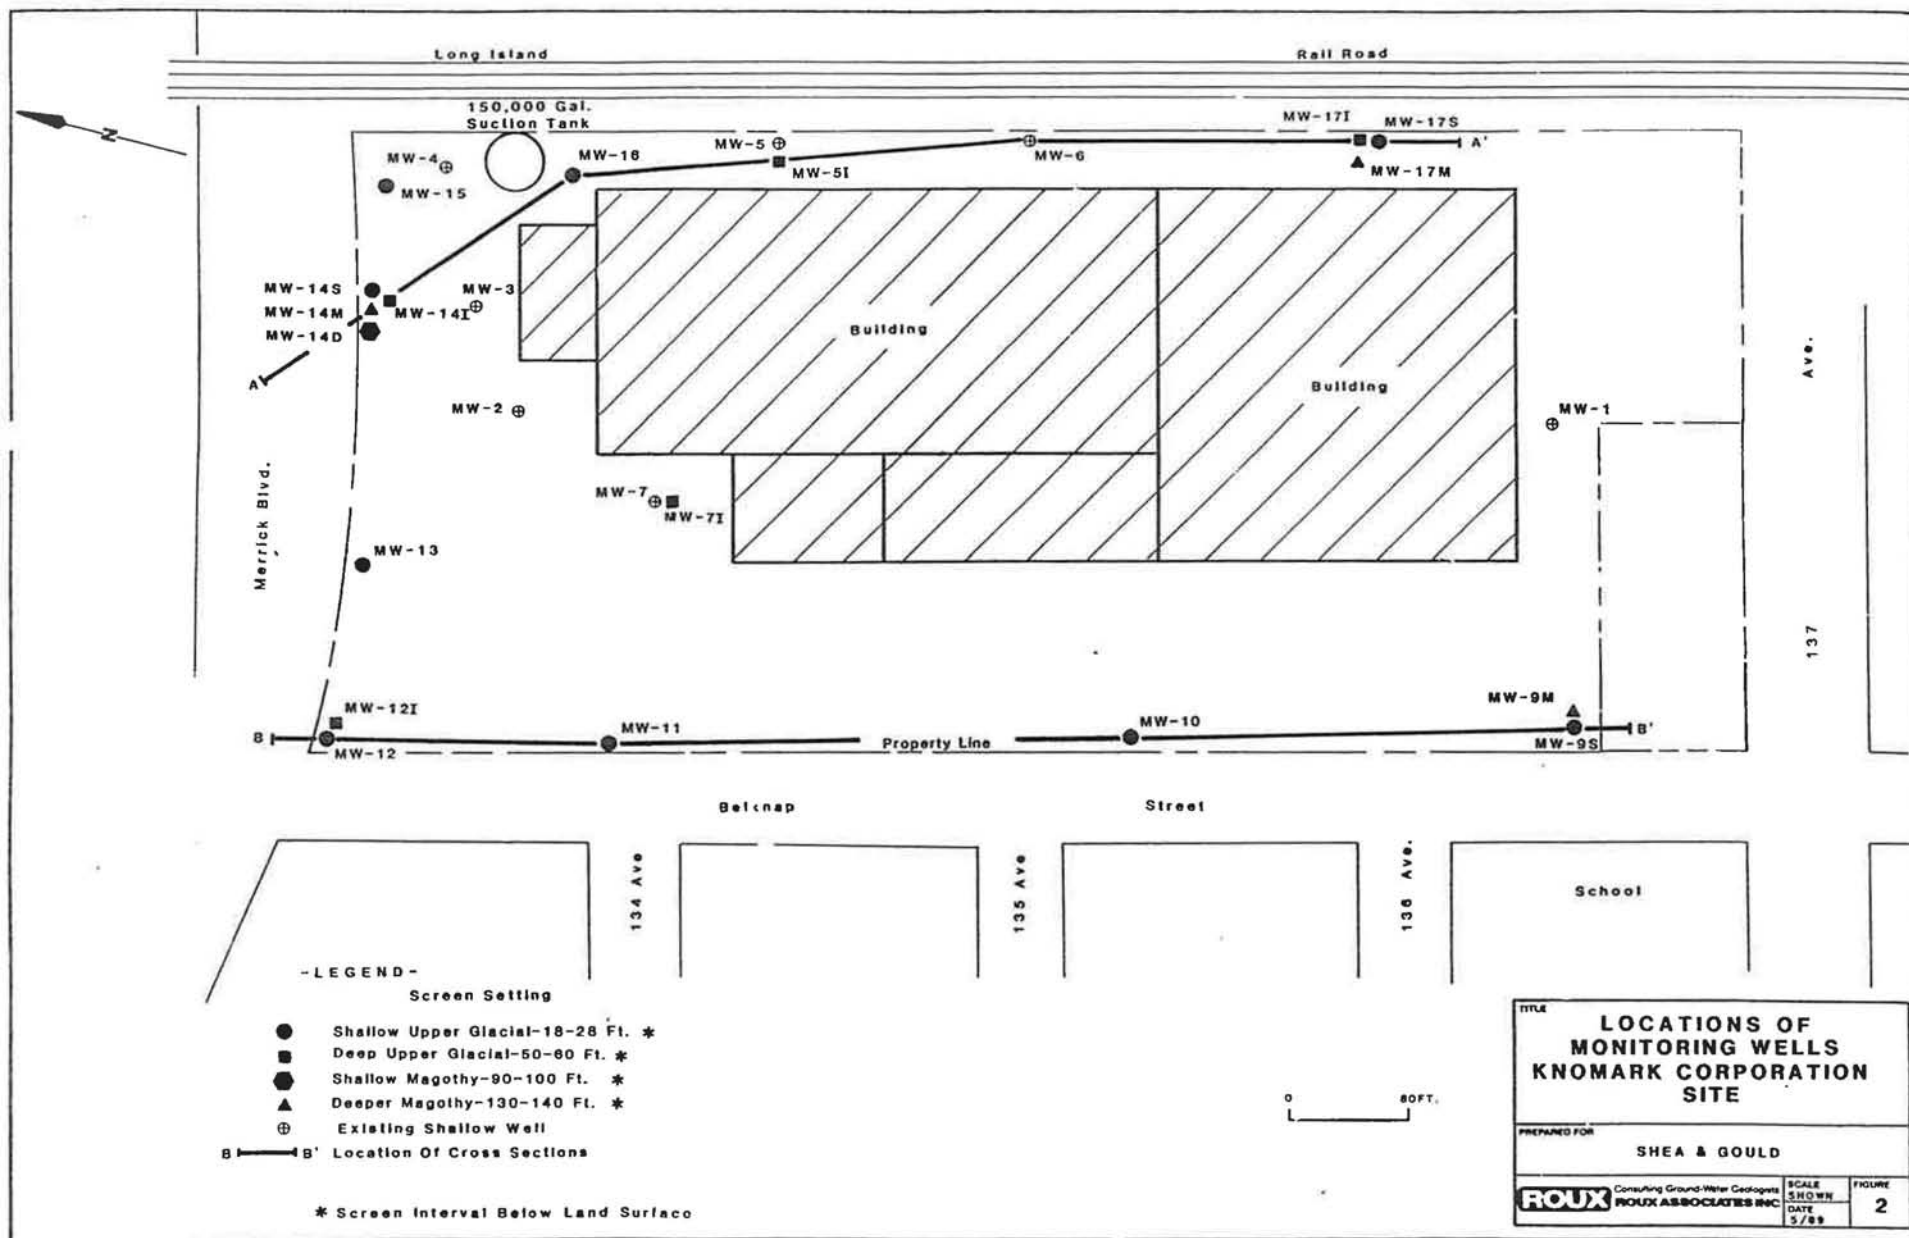 Long Island Rail Road
N
150,000 Gal.
Suction Tank
MW-4
MW-15
MW-16
MW-5
MW-5I
MW-6
MW-17I
MW-17S
A'
MW-17M
MW-14S
MW-14M
MW-14D
MW-14I
MW-3
A
MW-2
Building
Building
MW-1
Ave.
137
Merrick Blvd.
MW-7
MW-7I
MW-13
MW-12I
B
MW-12
MW-11
Property Line
MW-10
MW-9M
MW-9S
B'
Belknap Street
134 Ave
135 Ave
136 Ave.
School
-LEGEND-
Screen Setting
Shallow Upper Glacial-18-28 Ft. *
Deep Upper Glacial-50-60 Ft. *
Shallow Magothy-90-100 Ft. *
Deeper Magothy-130-140 Ft. *
Existing Shallow Well
B B' Location Of Cross Sections
* Screen Interval Below Land Surface
0 80FT.
TITLE
LOCATIONS OF
MONITORING WELLS
KNOMARK CORPORATION
SITE
PREPARED FOR
SHEA & GOULD
ROUX
Consulting Ground-Water Geologists
ROUX ASSOCIATES INC
SCALE
SHOWN
DATE
5/89
FIGURE
2